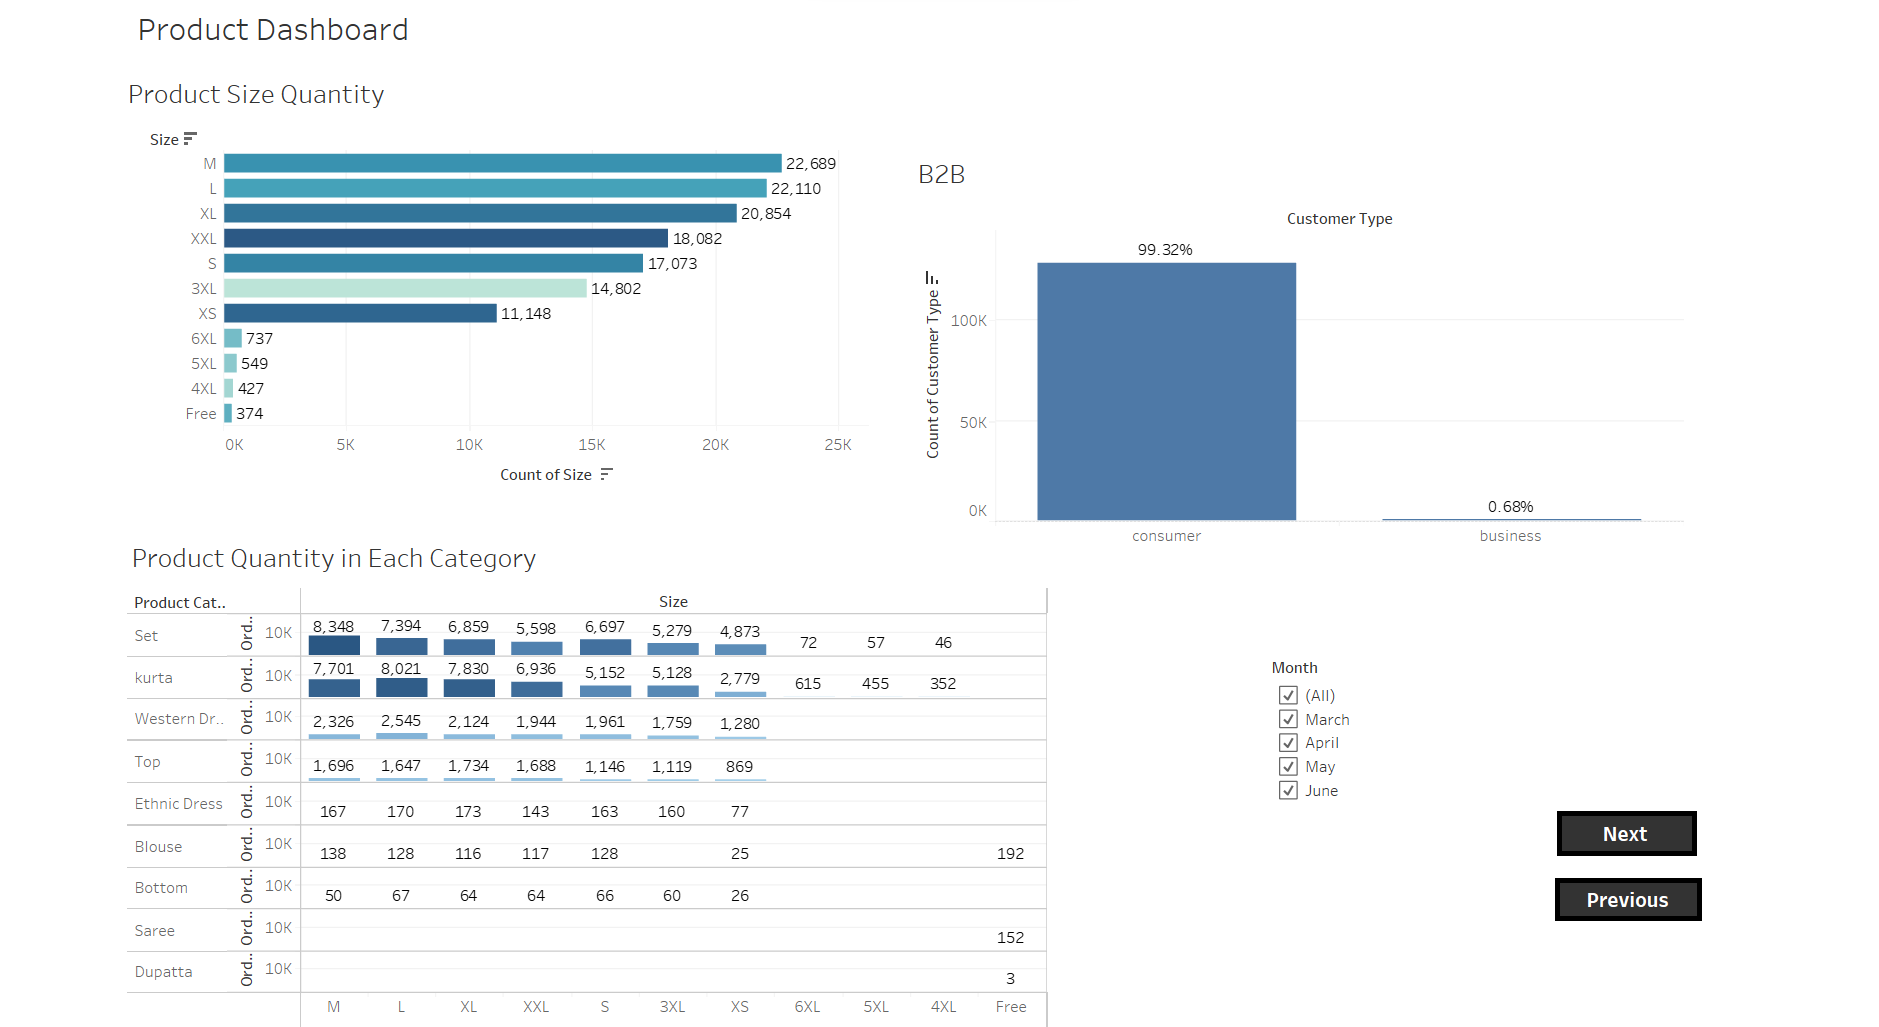 Product Dashboard
Product Size Quantity
Size
M 22,689
L 22,110
XL 20,854
XXL 18,082
S 17,073
3XL 14,802
XS 11,148
6XL 737
5XL 549
4XL 427
Free 374
0K 5K 10K 15K 20K 25K
Count of Size
B2B
Customer Type
Count of Customer Type
99.32%
100K
50K
0.68%
0K
consumer business
Product Quantity in Each Category
Product Cat.. Size
Set Ord.. 10K 8,348 7,394 6,859 5,598 6,697 5,279 4,873 72 57 46
kurta Ord.. 10K 7,701 8,021 7,830 6,936 5,152 5,128 2,779 615 455 352
Western Dr.. Ord.. 10K 2,326 2,545 2,124 1,944 1,961 1,759 1,280
Top Ord.. 10K 1,696 1,647 1,734 1,688 1,146 1,119 869
Ethnic Dress Ord.. 10K 167 170 173 143 163 160 77
Blouse Ord.. 10K 138 128 116 117 128 25 192
Bottom Ord.. 10K 50 67 64 64 66 60 26
Saree Ord.. 10K 152
Dupatta Ord.. 10K 3
M L XL XXL S 3XL XS 6XL 5XL 4XL Free
Month
(All)
March
April
May
June
Next
Previous